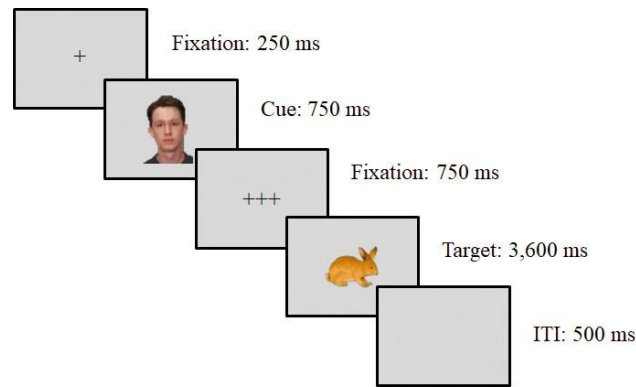 +
Fixation: 250 ms
Cue: 750 ms
+++
Fixation: 750 ms
Target: 3,600 ms
ITI: 500 ms